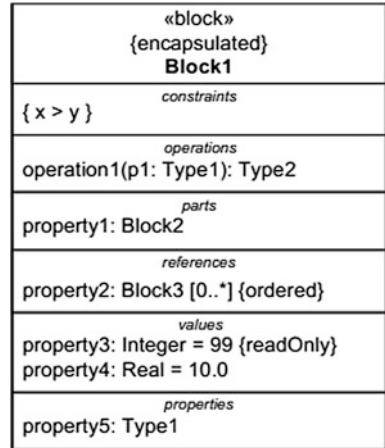 «block»
{encapsulated}
Block1
constraints
{ x > y }
operations
operation1(p1: Type1): Type2
parts
property1: Block2
references
property2: Block3 [0..*] {ordered}
values
property3: Integer = 99 {readOnly}
property4: Real = 10.0
properties
property5: Type1